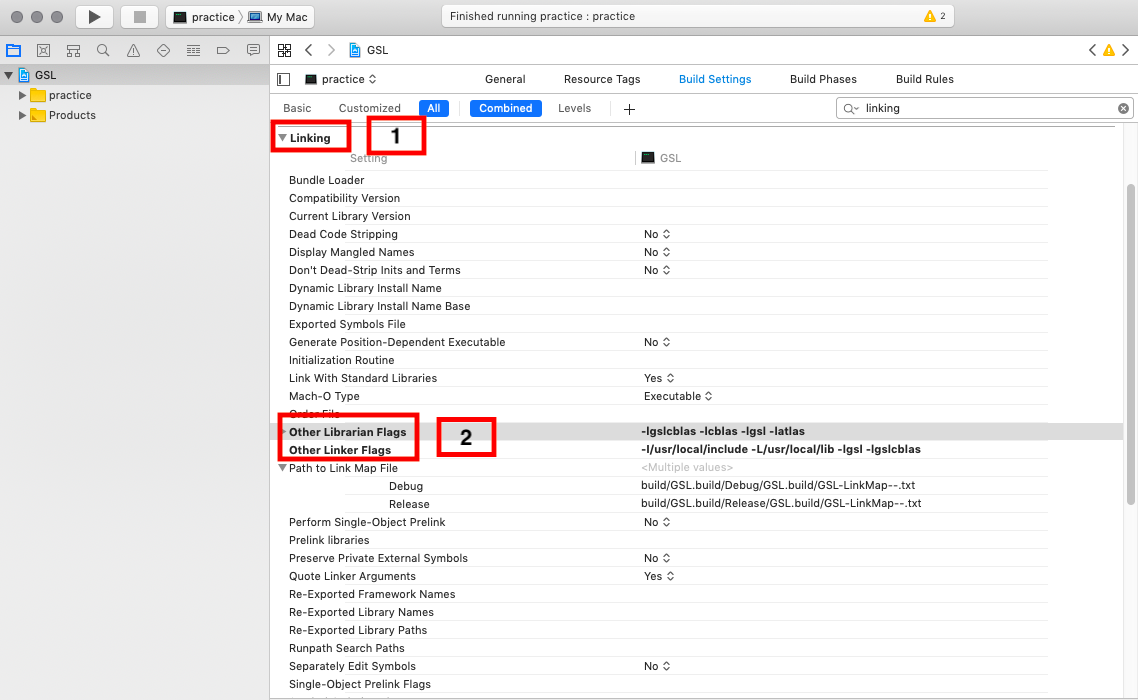 practice 〉 My Mac
Finished running practice : practice
2
GSL
GSL
practice
General
Resource Tags
Build Settings
Build Phases
Build Rules
practice
Products
Basic
Customized
All
Combined
Levels
linking
Linking
1
Setting
GSL
Bundle Loader
Compatibility Version
Current Library Version
Dead Code Stripping No
Display Mangled Names No
Don't Dead-Strip Inits and Terms No
Dynamic Library Install Name
Dynamic Library Install Name Base
Exported Symbols File
Generate Position-Dependent Executable No
Initialization Routine
Link With Standard Libraries Yes
Mach-O Type Executable
Order File
Other Librarian Flags -lgslcblas -lcblas -lgsl -latlas
2
Other Linker Flags -I/usr/local/include -L/usr/local/lib -lgsl -lgslcblas
Path to Link Map File <Multiple values>
Debug build/GSL.build/Debug/GSL.build/GSL-LinkMap--.txt
Release build/GSL.build/Release/GSL.build/GSL-LinkMap--.txt
Perform Single-Object Prelink No
Prelink libraries
Preserve Private External Symbols No
Quote Linker Arguments Yes
Re-Exported Framework Names
Re-Exported Library Names
Re-Exported Library Paths
Runpath Search Paths
Separately Edit Symbols No
Single-Object Prelink Flags